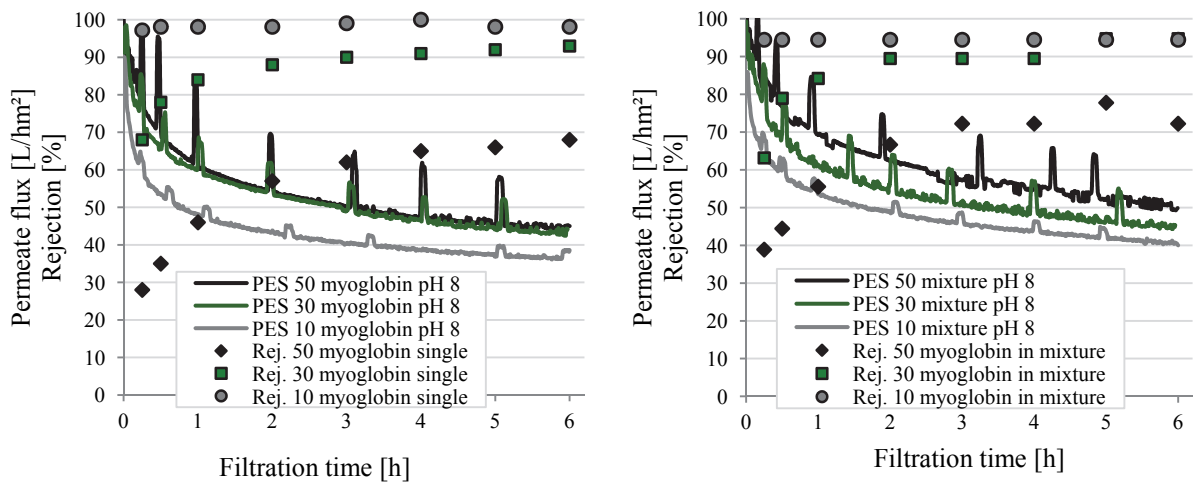 Permeate flux [L/hm²]
Rejection [%]
100
90
80
70
60
50
40
30
20
10
0
PES 50 myoglobin pH 8
PES 30 myoglobin pH 8
PES 10 myoglobin pH 8
Rej. 50 myoglobin single
Rej. 30 myoglobin single
Rej. 10 myoglobin single
0 1 2 3 4 5 6
Filtration time [h]
Permeate flux [L/hm²]
Rejection [%]
100
90
80
70
60
50
40
30
20
10
0
PES 50 mixture pH 8
PES 30 mixture pH 8
PES 10 mixture pH 8
Rej. 50 myoglobin in mixture
Rej. 30 myoglobin in mixture
Rej. 10 myoglobin in mixture
0 1 2 3 4 5 6
Filtration time [h]